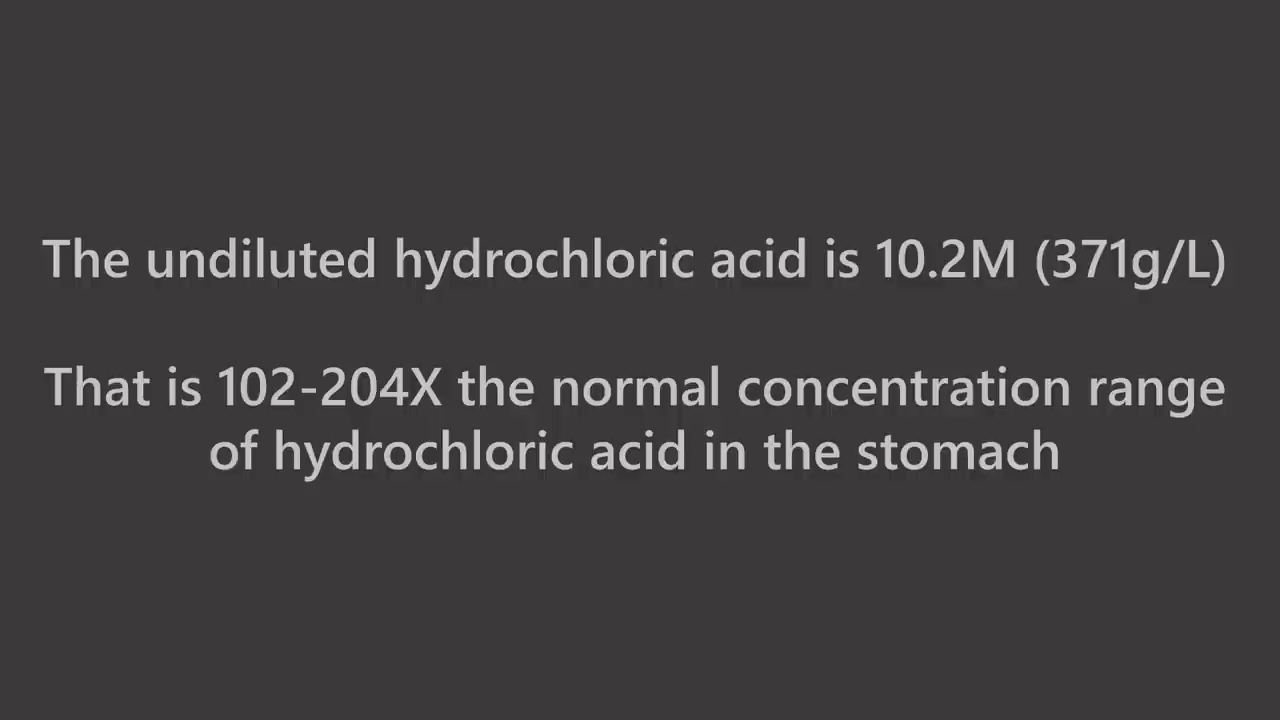 The undiluted hydrochloric acid is 10.2M (371g/L)
That is 102-204X the normal concentration range
of hydrochloric acid in the stomach